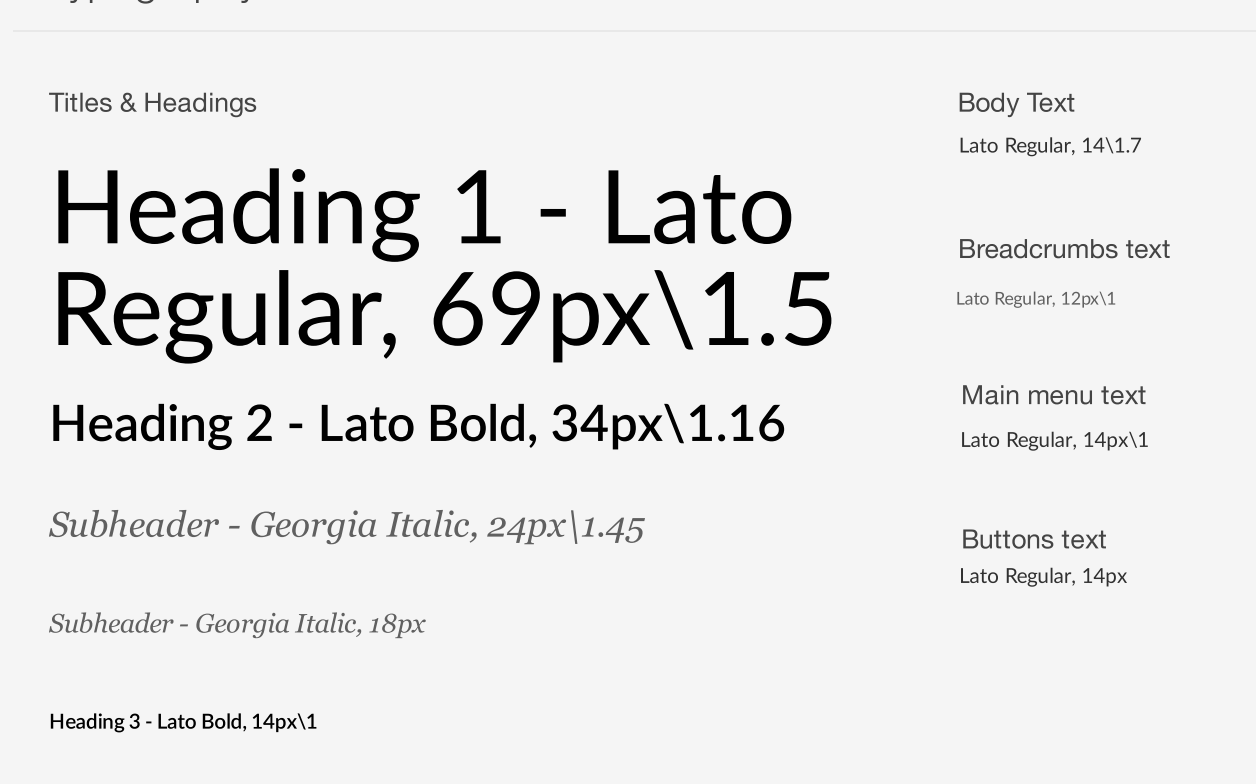 Titles & Headings
Heading 1 - Lato
Regular, 69px\1.5
Heading 2 - Lato Bold, 34px\1.16
Subheader - Georgia Italic, 24px\1.45
Subheader - Georgia Italic, 18px
Heading 3 - Lato Bold, 14px\1
Body Text
Lato Regular, 14\1.7
Breadcrumbs text
Lato Regular, 12px\1
Main menu text
Lato Regular, 14px\1
Buttons text
Lato Regular, 14px